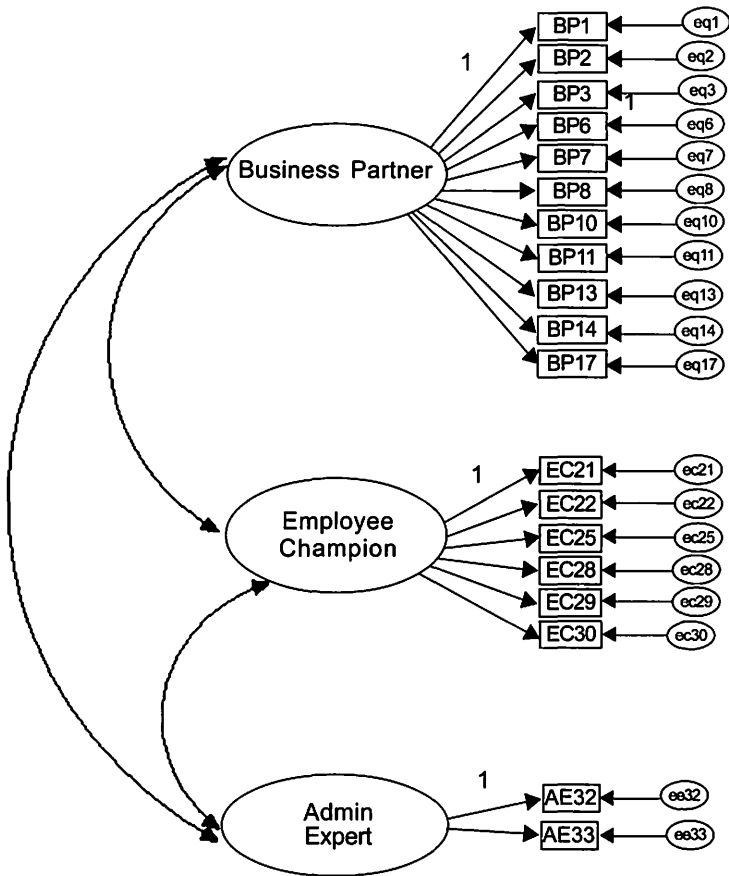 BP1 eq1
1 BP2 eq2
BP3 eq3
1
BP6 eq6
Business Partner BP7 eq7
BP8 eq8
BP10 eq10
BP11 eq11
BP13 eq13
BP14 eq14
BP17 eq17
1 EC21 ec21
EC22 ec22
Employee
Champion
EC25 ec25
EC28 ec28
EC29 ec29
EC30 ec30
1
AE32 ee32
Admin
Expert
AE33 ee33